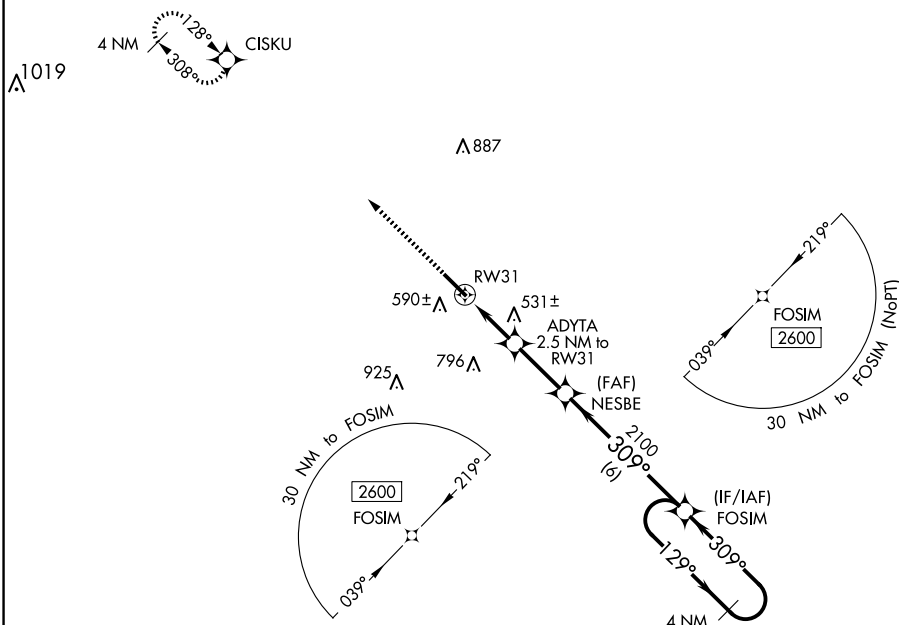 128°
4 NM
CISKU
308°
1019
887
219°
RW31
590±
531±
FOSIM
2600
ADYTA
2.5 NM to
RW31
039°
30 NM to FOSIM (NoPT)
796
925
(FAF)
NESBE
30 NM to FOSIM
2100
309°
(6)
219°
2600
FOSIM
(IF/IAF)
FOSIM
039°
129°
309°
4 NM